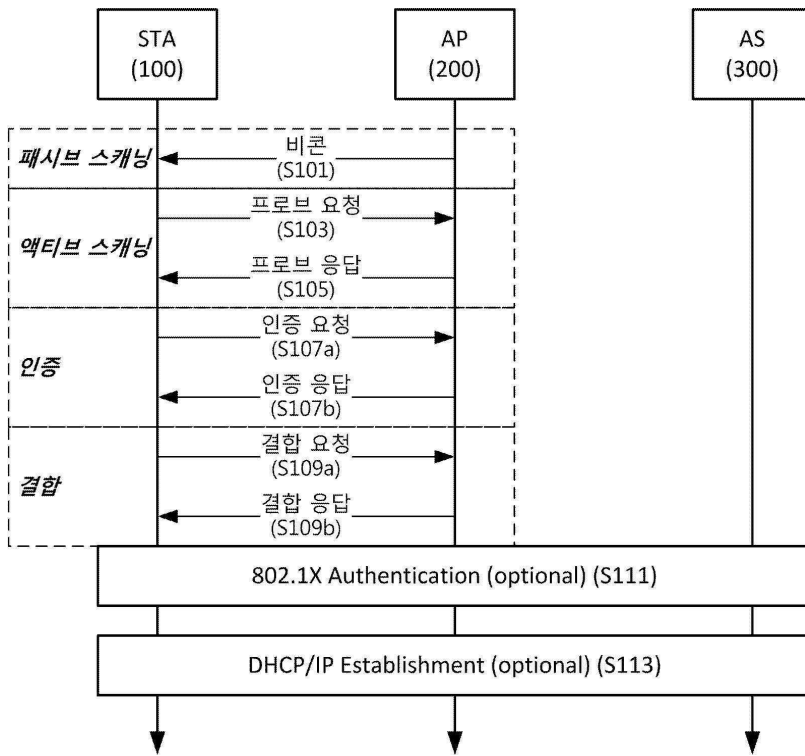 STA
(100)
AP
(200)
AS
(300)
패시브 스캐닝
비콘
(S101)
액티브 스캐닝
프로브 요청
(S103)
프로브 응답
(S105)
인증
인증 요청
(S107a)
인증 응답
(S107b)
결합
결합 요청
(S109a)
결합 응답
(S109b)
802.1X Authentication (optional) (S111)
DHCP/IP Establishment (optional) (S113)